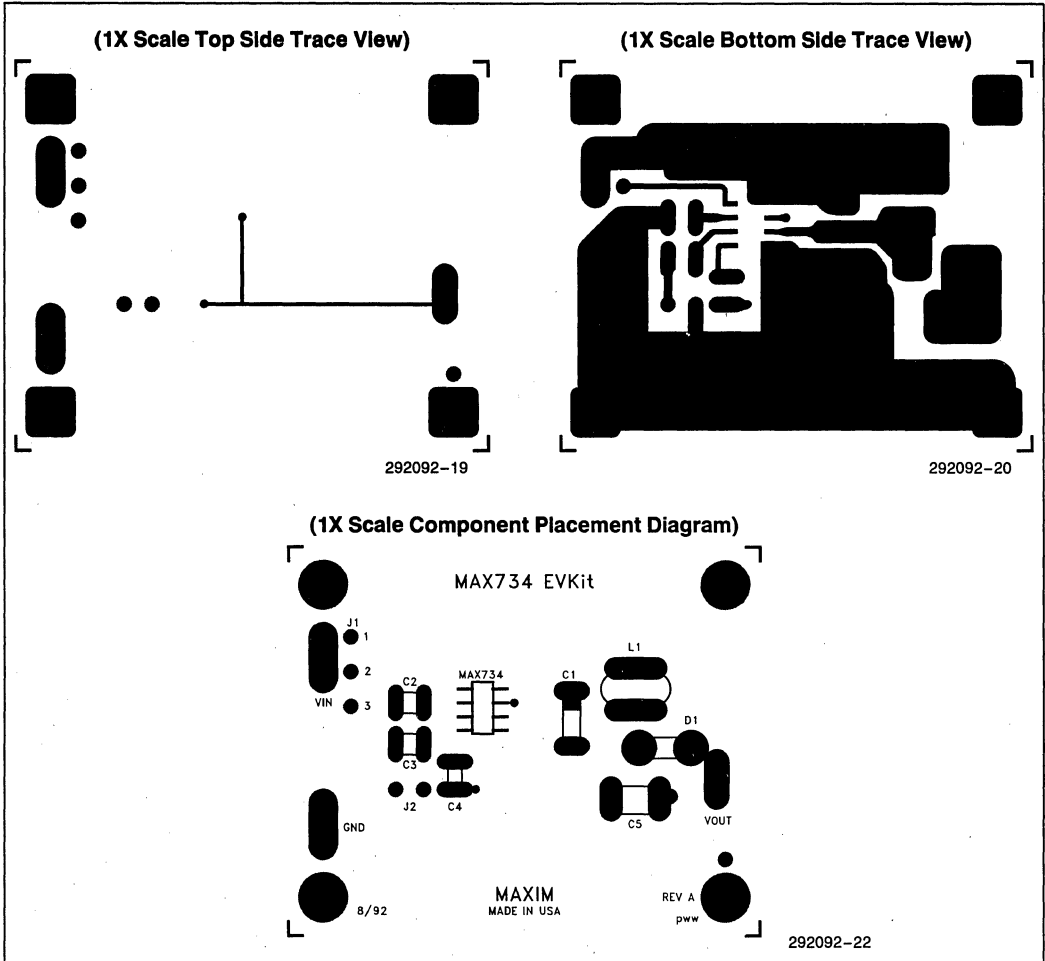 (1X Scale Top Side Trace View)
(1X Scale Bottom Side Trace View)
292092-19
292092-20
(1X Scale Component Placement Diagram)
MAX734 EVKit
J1
1
2
VIN
3
C2
MAX734
C1
L1
C3
D1
J2
C4
C5
VOUT
GND
8/92
MAXIM
MADE IN USA
REV A
pww
292092-22